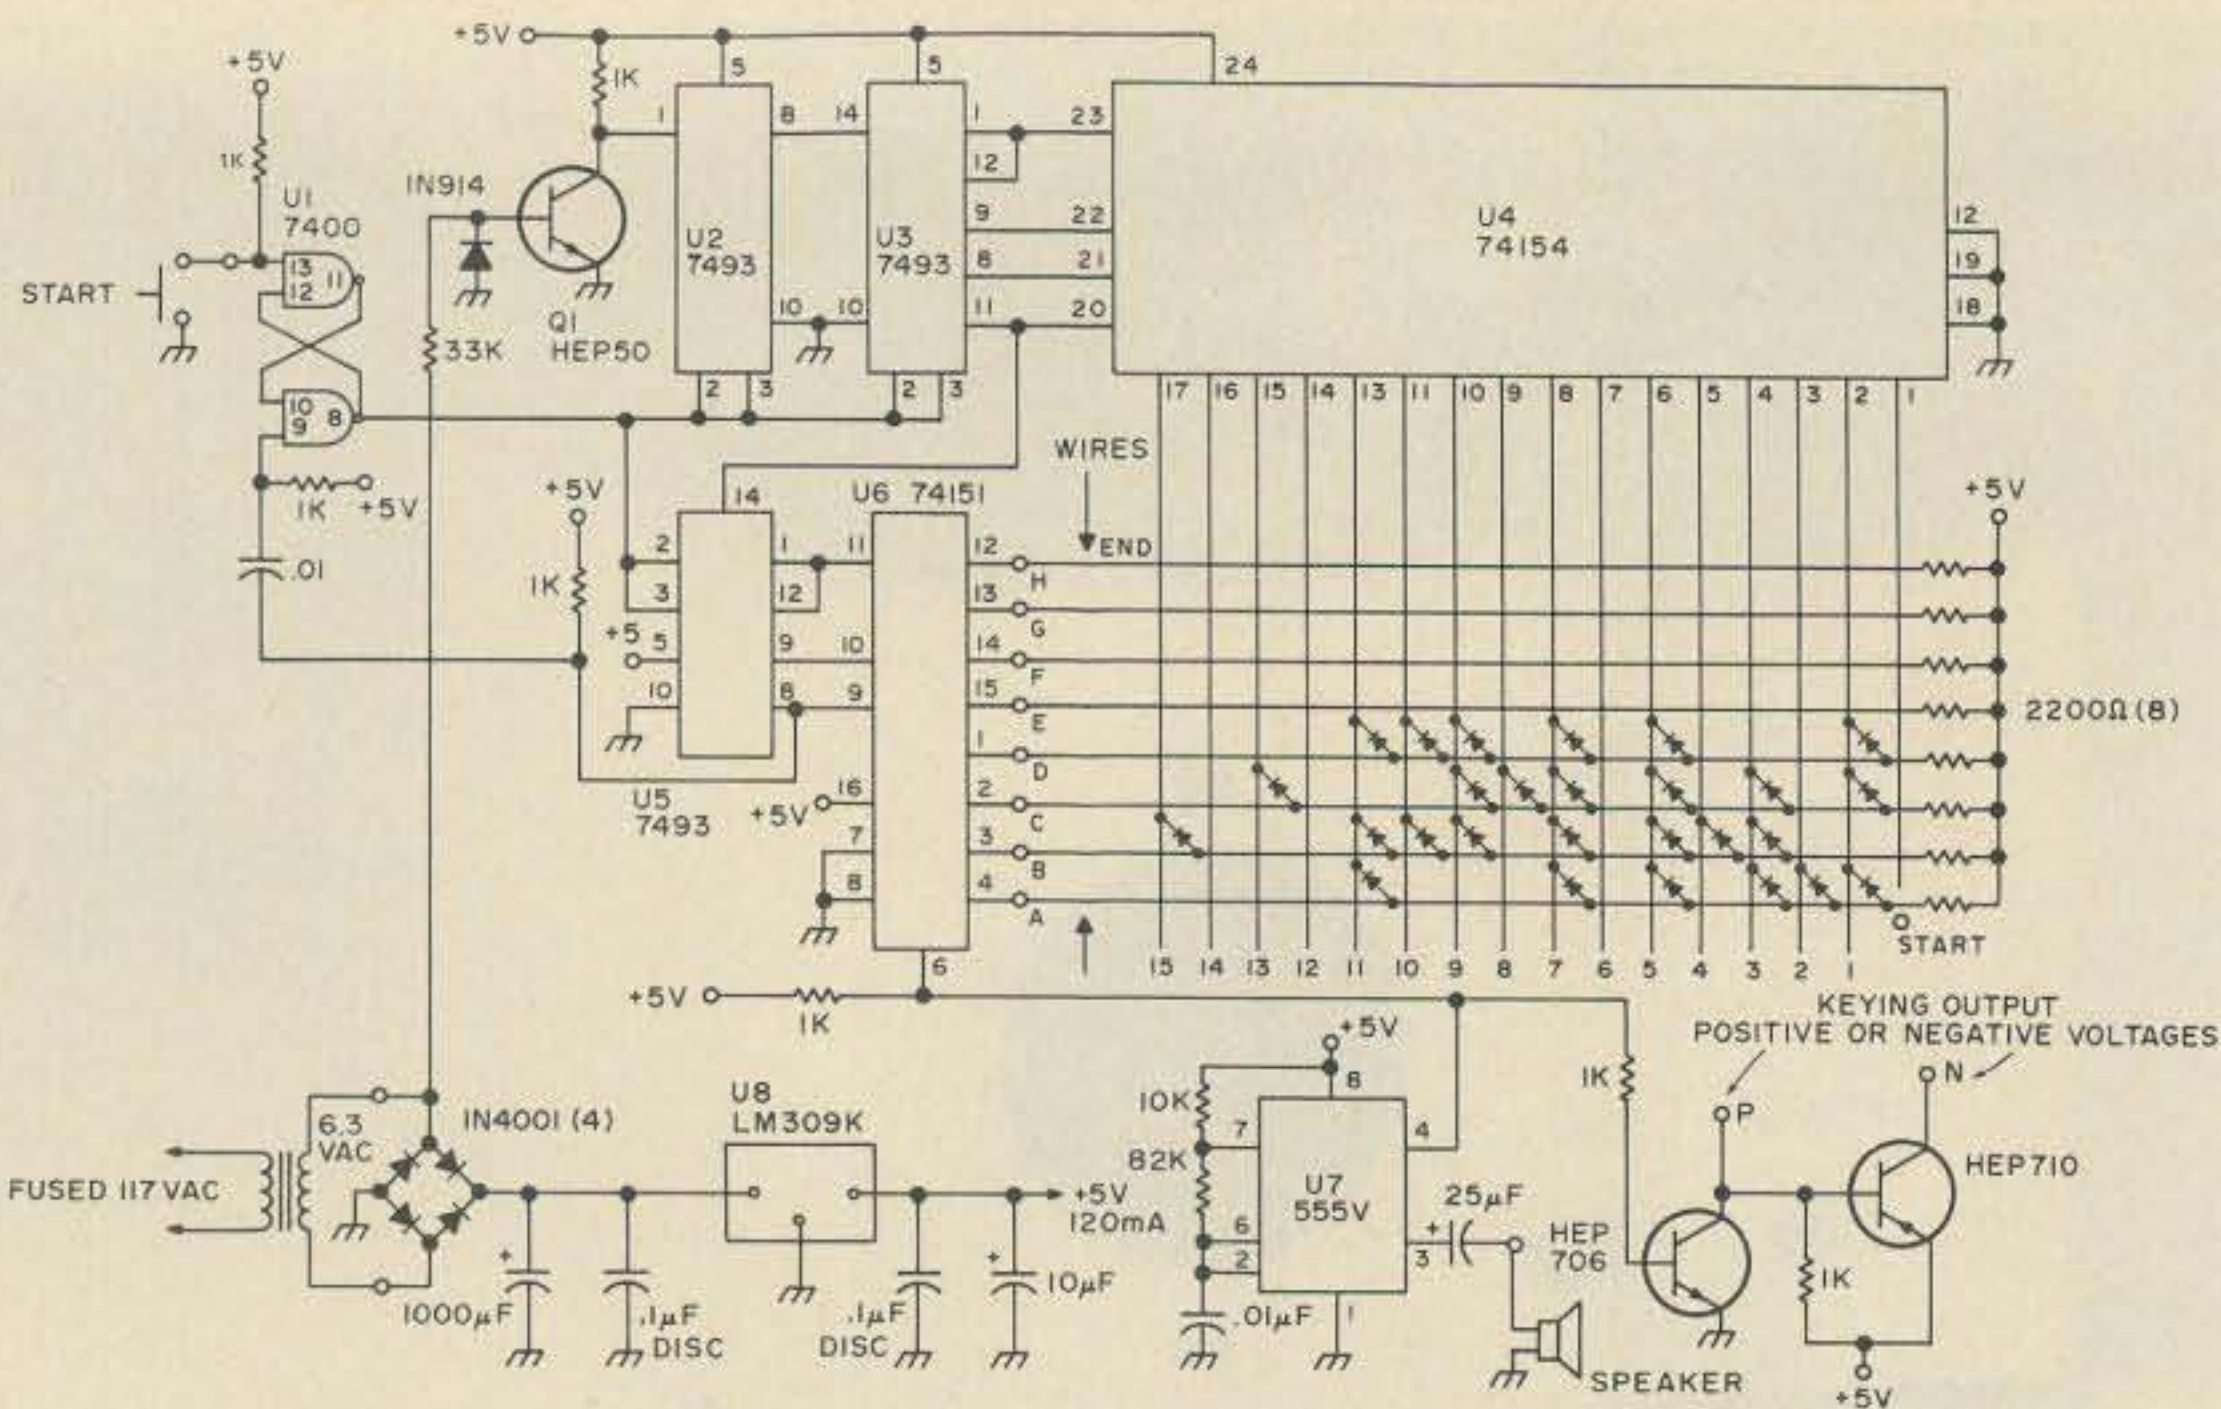 +5V
+5V
1K
1K
U1
7400
13
12
11
START
10
9
8
1K
+5V
.01
1N914
33K
Q1
HEP50
5
1
8
U2
7493
10
2
3
5
14
1
12
9
U3
7493
8
10
11
2
3
24
23
22
21
20
U4
74154
12
19
18
17
16
15
14
13
11
10
9
8
7
6
5
4
3
2
1
+5V
1K
14
2
3
+5
5
10
1
12
9
8
U5
7493
U6 74151
11
10
9
+5V
16
7
8
12
13
14
15
1
2
3
4
6
WIRES
END
H
G
F
E
D
C
B
A
+5V
2200Ω (8)
START
15
14
13
12
11
10
9
8
7
6
5
4
3
2
1
+5V
1K
KEYING OUTPUT
POSITIVE OR NEGATIVE VOLTAGES
FUSED 117 VAC
6.3
VAC
1N4001 (4)
1000µF
+
.1µF
DISC
U8
LM309K
.1µF
DISC
+
10µF
+5V
120mA
+5V
10K
82K
8
7
4
U7
555V
6
2
3
1
.01µF
25µF
+
SPEAKER
1K
HEP
706
P
N
HEP710
1K
+5V